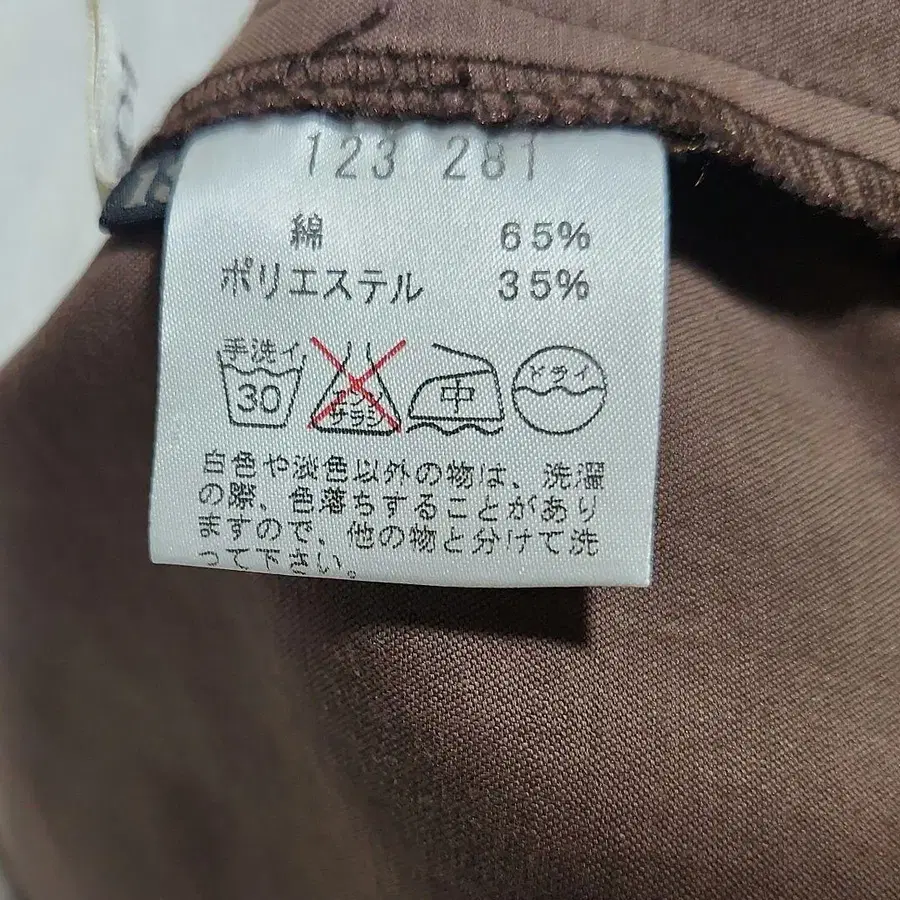 123 281
綿 65%
ポリエステル 35%
手洗イ
30
エンソ
サラシ
中
ドライ
白色や淡色以外の物は、洗濯
の際、色落ちすることがあり
ますので、他の物と分けて洗
って下さい。